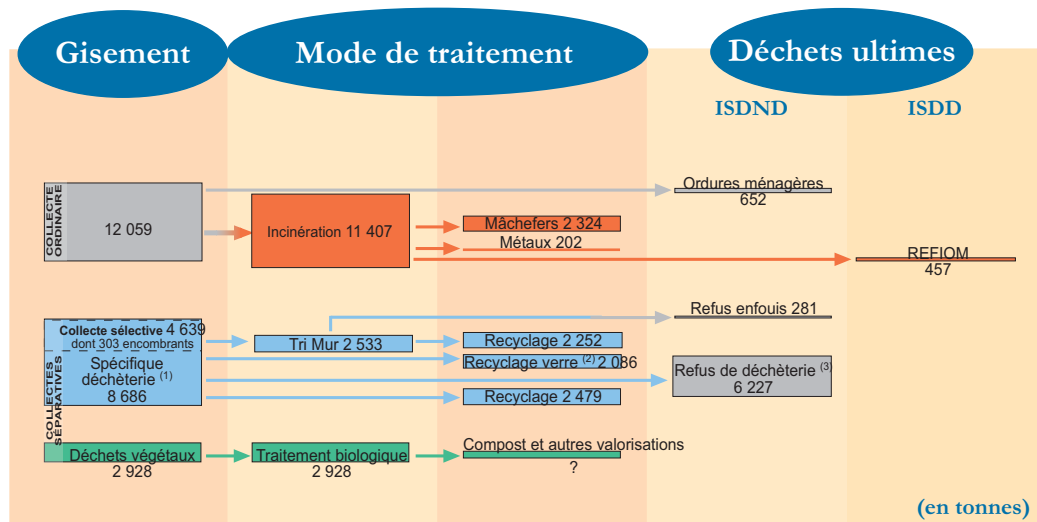 Gisement
Mode de traitement
Déchets ultimes
ISDND
ISDD
COLLECTE
ORDINAIRE
12 059
Incinération 11 407
Mâchefers 2 324
Métaux 202
Ordures ménagères
652
REFIOM
457
COLLECTES
SÉPARATIVES
Collecte sélective 4 639
dont 303 encombrants
Spécifique
déchèterie (1)
8 686
Tri Mur 2 533
Recyclage 2 252
Recyclage verre (2) 2 086
Recyclage 2 479
Refus enfouis 281
Refus de déchèterie (3)
6 227
Déchets végétaux
2 928
Traitement biologique
2 928
Compost et autres valorisations
?
(en tonnes)